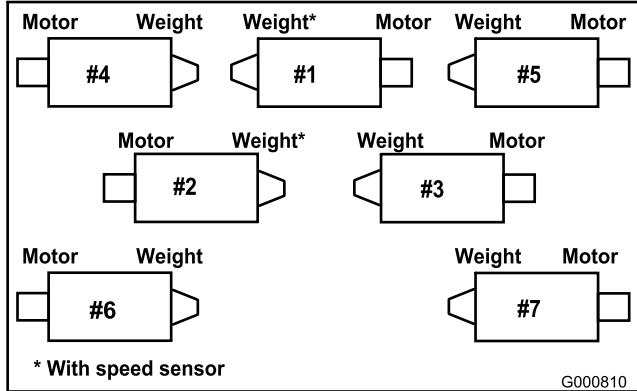 Motor Weight Weight* Motor Weight Motor
#4 #1 #5
Motor Weight* Weight Motor
#2 #3
Motor Weight Weight Motor
#6 #7
* With speed sensor
G000810